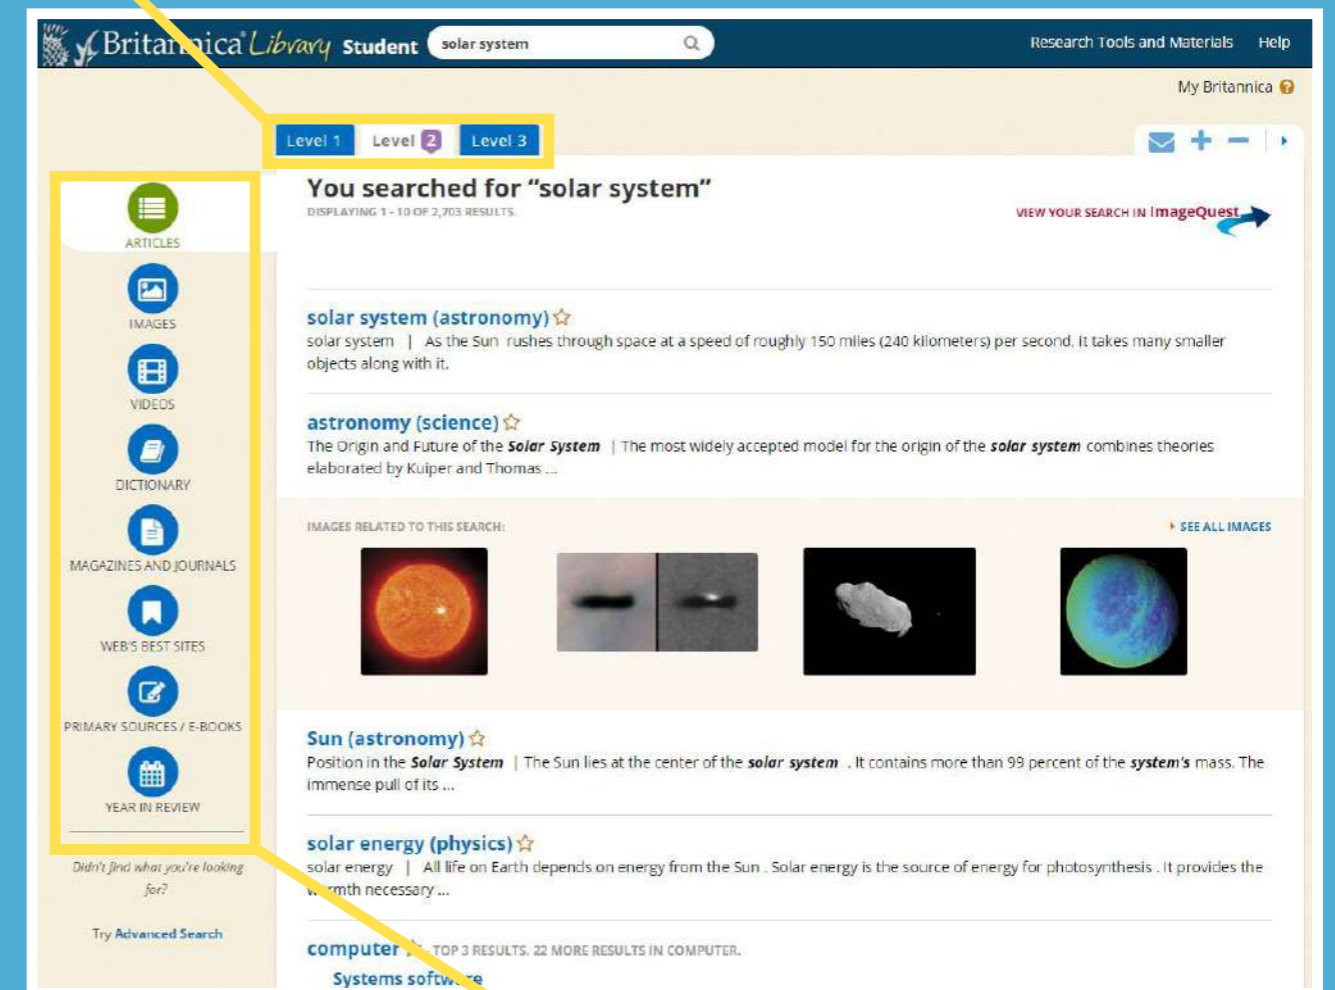 Britannica Library Student solar system Research Tools and Materials Help
My Britannica ?
Level 1 Level 2 Level 3
You searched for “solar system”
DISPLAYING 1 - 10 OF 2,703 RESULTS.
VIEW YOUR SEARCH IN ImageQuest
ARTICLES
IMAGES
VIDEOS
DICTIONARY
MAGAZINES AND JOURNALS
WEB'S BEST SITES
PRIMARY SOURCES / E-BOOKS
YEAR IN REVIEW
Didn't find what you're looking
for?
Try Advanced Search
solar system (astronomy)
solar system | As the Sun rushes through space at a speed of roughly 150 miles (240 kilometers) per second, it takes many smaller
objects along with it.
astronomy (science)
The Origin and Future of the Solar System | The most widely accepted model for the origin of the solar system combines theories
elaborated by Kuiper and Thomas ...
IMAGES RELATED TO THIS SEARCH:
SEE ALL IMAGES
Sun (astronomy)
Position in the Solar System | The Sun lies at the center of the solar system . It contains more than 99 percent of the system's mass. The
immense pull of its ...
solar energy (physics)
solar energy | All life on Earth depends on energy from the Sun . Solar energy is the source of energy for photosynthesis . It provides the
warmth necessary ...
computer - TOP 3 RESULTS. 22 MORE RESULTS IN COMPUTER.
Systems software